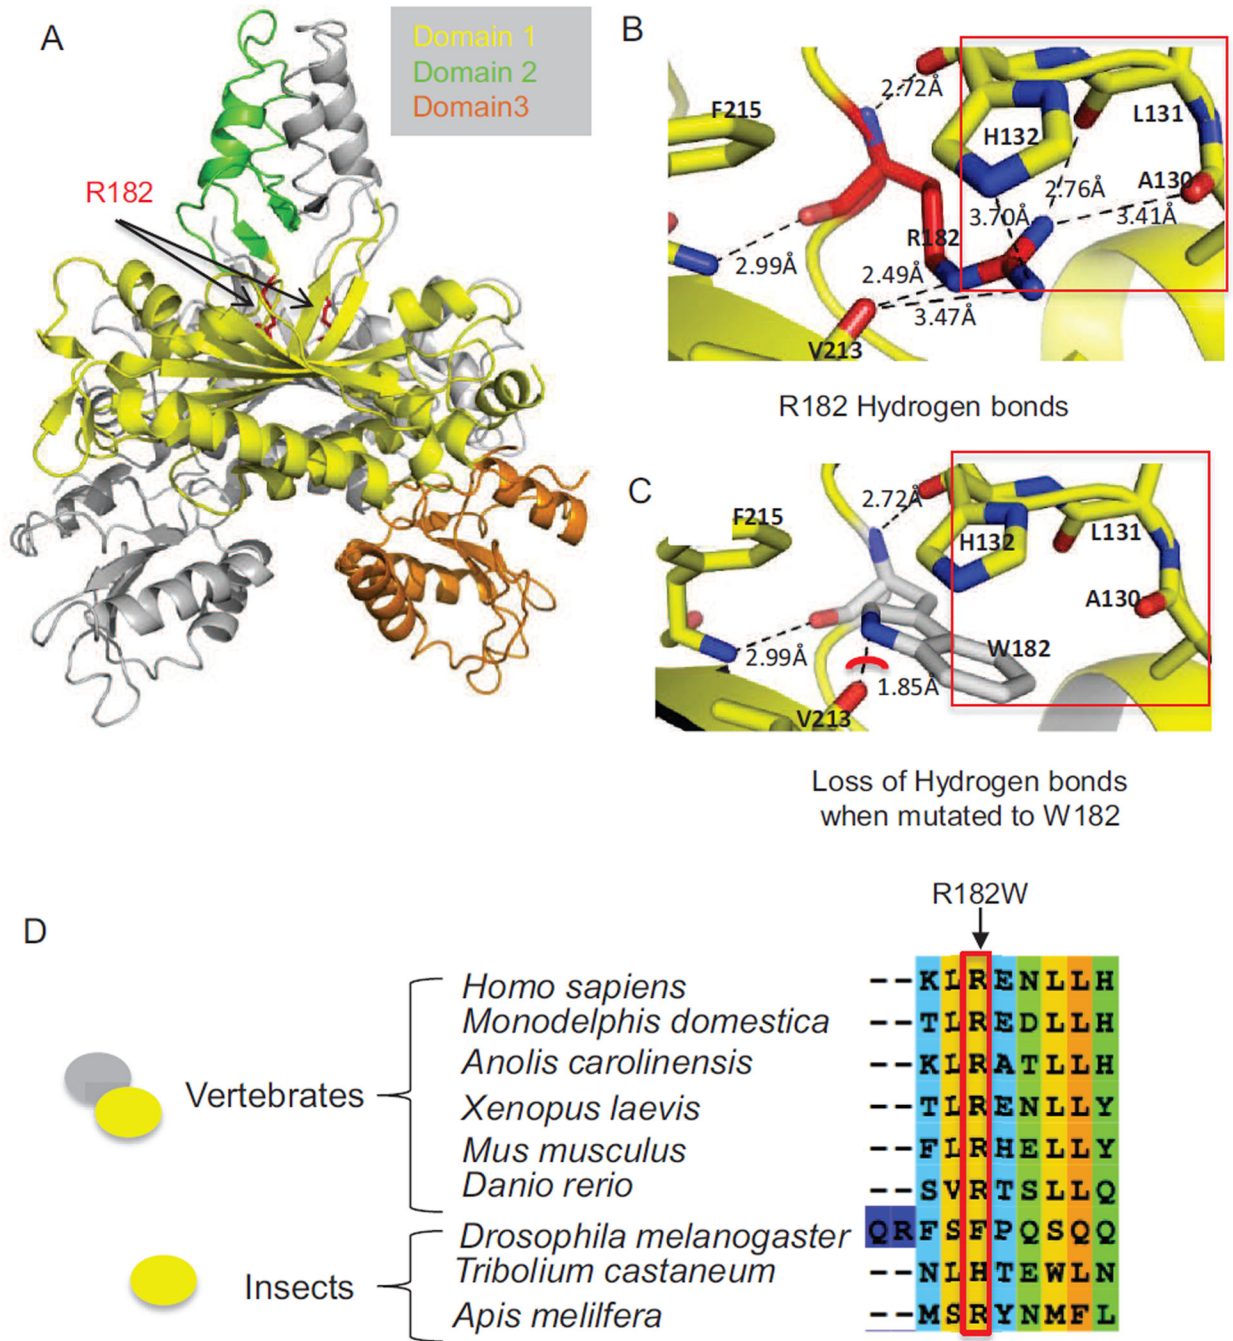 A
Domain 1
Domain 2
Domain3
R182
B
F215
2.72Å
H132
L131
A130
2.76Å
3.70Å
3.41Å
R182
2.99Å
2.49Å
3.47Å
V213
R182 Hydrogen bonds
C
F215
2.72Å
H132
L131
A130
W182
2.99Å
1.85Å
V213
Loss of Hydrogen bonds
when mutated to W182
D
R182W
Vertebrates
Homo sapiens --KLRENLLH
Monodelphis domestica --TLREDLLH
Anolis carolinensis --KLRATLLH
Xenopus laevis --TLRENLLY
Mus musculus --FLRHELLY
Danio rerio --SVRTSLLQ
Insects
Drosophila melanogaster QRFSFPQSQQ
Tribolium castaneum --NLHTEWLN
Apis melilfera --MSRYNMFL